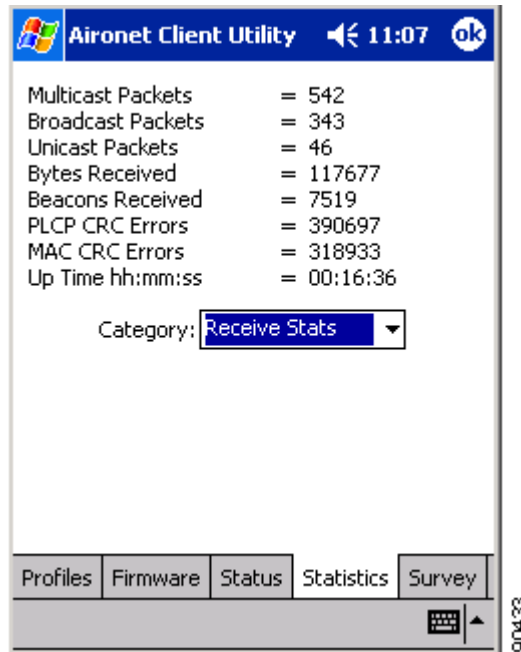 Aironet Client Utility 11:07 ok
Multicast Packets = 542
Broadcast Packets = 343
Unicast Packets = 46
Bytes Received = 117677
Beacons Received = 7519
PLCP CRC Errors = 390697
MAC CRC Errors = 318933
Up Time hh:mm:ss = 00:16:36
Category: Receive Stats
Profiles Firmware Status Statistics Survey
90433